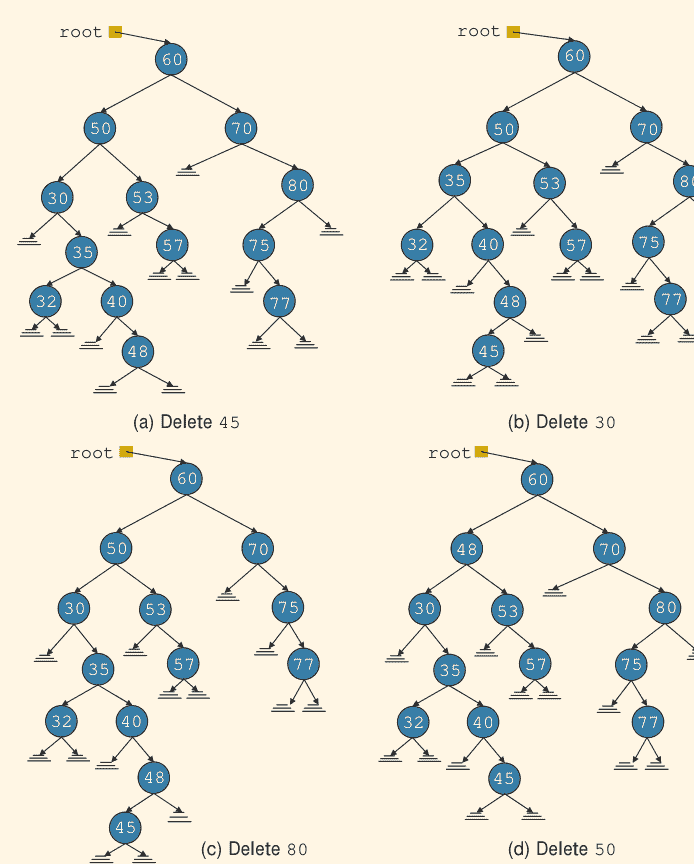 root
60
50 70
30 53 80
35 57 75
32 40 77
48
(a) Delete 45
root
60
50 70
35 53 80
32 40 57 75
48 77
45
(b) Delete 30
root
60
50 70
30 53 75
35 57 77
32 40
48
45
(c) Delete 80
root
60
48 70
30 53 80
35 57 75
32 40 77
45
(d) Delete 50